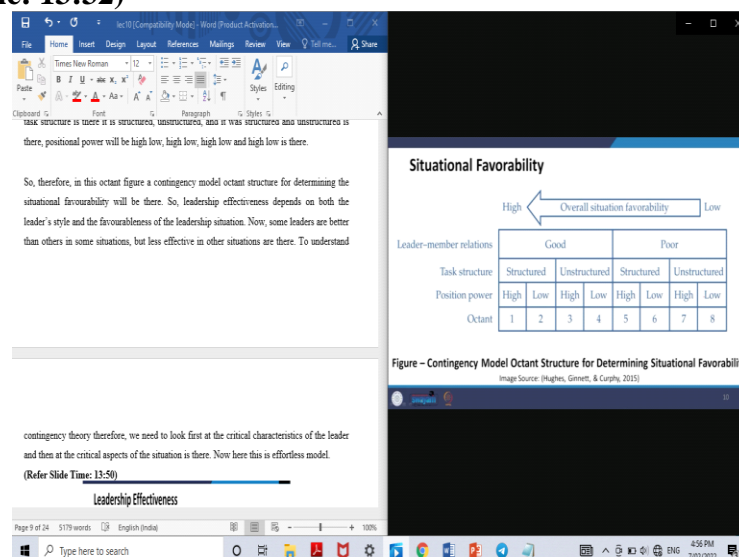 ne: 13:32)
lec10 [Compatibility Mode] - Word (Product Activation...
File Home Insert Design Layout References Mailings Review View Tell me... Share
Times New Roman 12
Paste B I U abc x, x² Styles Editing
A Aa A A
Clipboard Font Paragraph Styles
task structure is there it is structured, unstructured, and it was structured and unstructured is
there, positional power will be high low, high low, high low and high low is there.
So, therefore, in this octant figure a contingency model octant structure for determining the
situational favourability will be there. So, leadership effectiveness depends on both the
leader's style and the favourableness of the leadership situation. Now, some leaders are better
than others in some situations, but less effective in other situations are there. To understand
contingency theory therefore, we need to look first at the critical characteristics of the leader
and then at the critical aspects of the situation is there. Now here this is effortless model.
(Refer Slide Time: 13:50)
Leadership Effectiveness
Page 9 of 24 5179 words English (India) 100%
Situational Favorability
High Overall situation favorability Low
Leader–member relations Good Poor
Task structure Structured Unstructured Structured Unstructured
Position power High Low High Low High Low High Low
Octant 1 2 3 4 5 6 7 8
Figure – Contingency Model Octant Structure for Determining Situational Favorabili
Image Source: (Hughes, Ginnett, & Curphy, 2015)
10
Type here to search
ENG 4:56 PM